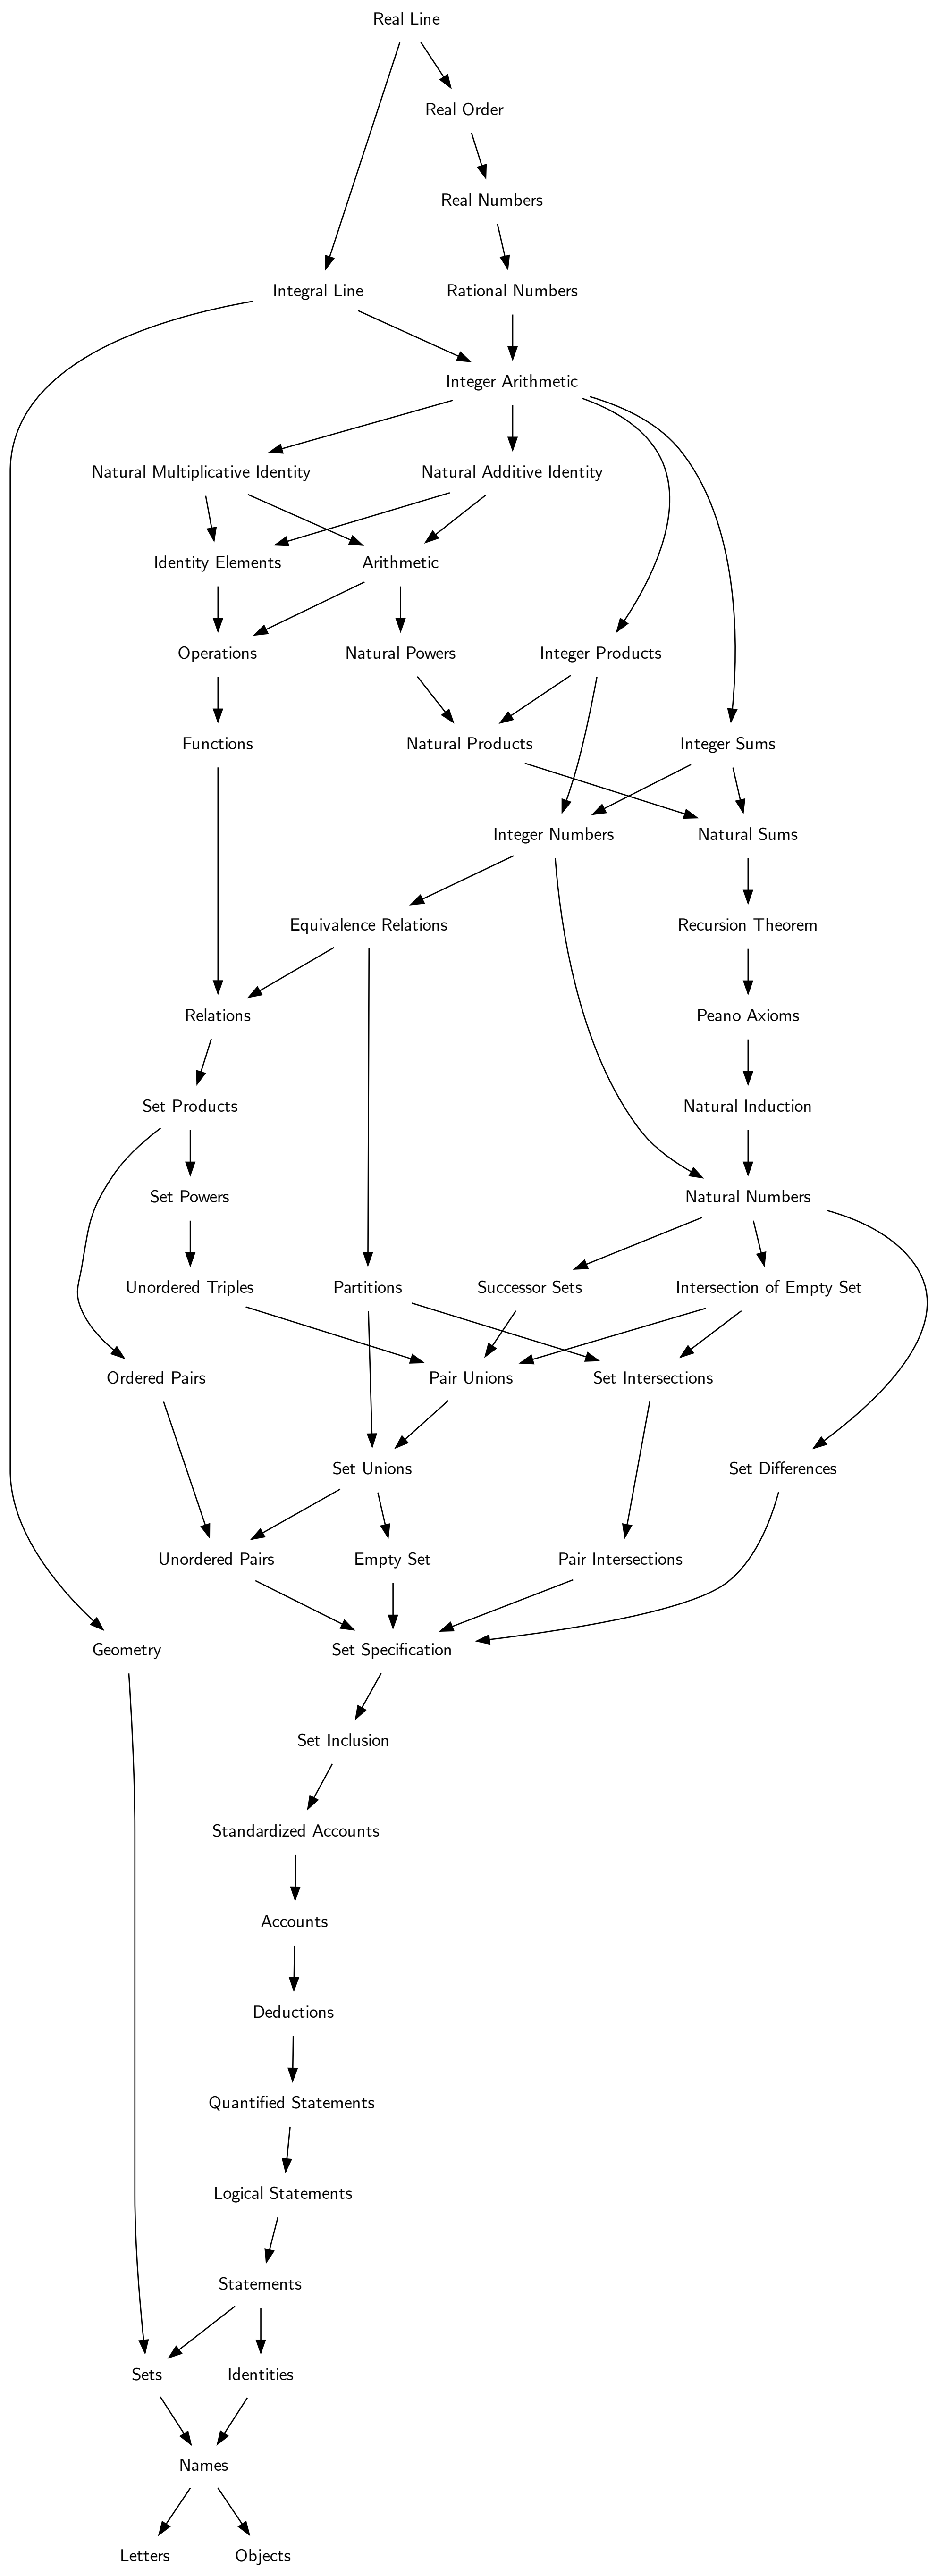 Real Line
Real Order
Real Numbers
Integral Line
Rational Numbers
Integer Arithmetic
Natural Multiplicative Identity
Natural Additive Identity
Identity Elements
Arithmetic
Operations
Natural Powers
Integer Products
Functions
Natural Products
Integer Sums
Integer Numbers
Natural Sums
Equivalence Relations
Recursion Theorem
Relations
Peano Axioms
Set Products
Natural Induction
Set Powers
Natural Numbers
Unordered Triples
Partitions
Successor Sets
Intersection of Empty Set
Ordered Pairs
Pair Unions
Set Intersections
Set Unions
Set Differences
Unordered Pairs
Empty Set
Pair Intersections
Geometry
Set Specification
Set Inclusion
Standardized Accounts
Accounts
Deductions
Quantified Statements
Logical Statements
Statements
Sets
Identities
Names
Letters
Objects